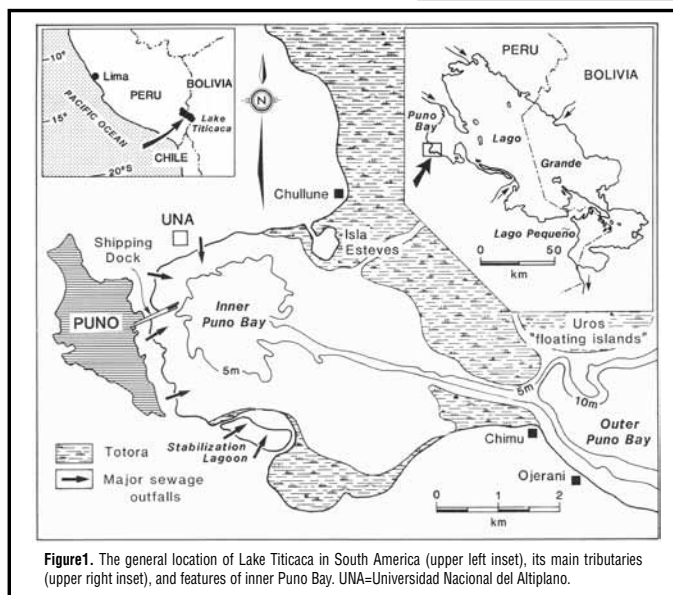 10°
Lima
PERU
BOLIVIA
15°
PACIFIC OCEAN
Lake
Titicaca
CHILE
20°S
N
PERU
BOLIVIA
Puno
Bay
Lago
Grande
Lago Pequeño
0 50
km
Chullune
UNA
Isla
Esteves
Shipping
Dock
PUNO
Inner
Puno Bay
5m
Uros
"floating islands"
5m
10m
Outer
Puno Bay
Stabilization
Lagoon
Chimu
Ojerani
Totora
Major sewage
outfalls
0 1 2
km
Figure1. The general location of Lake Titicaca in South America (upper left inset), its main tributaries
(upper right inset), and features of inner Puno Bay. UNA=Universidad Nacional del Altiplano.